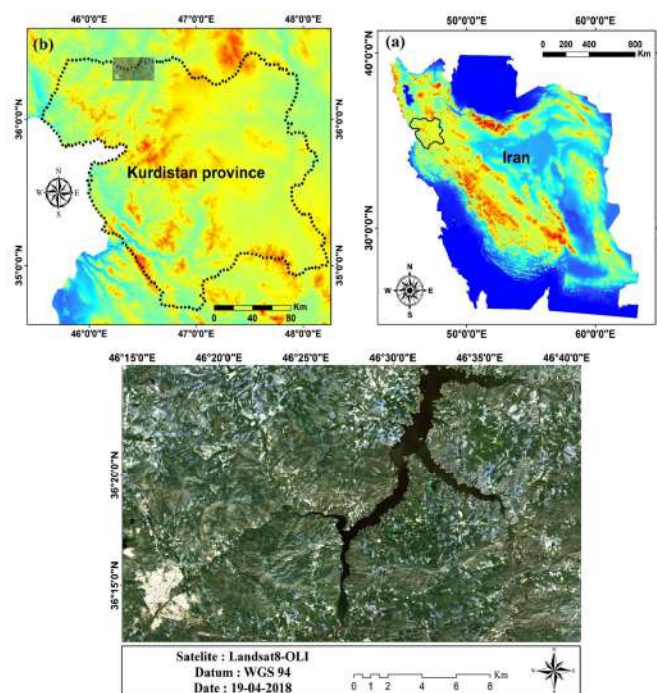 46°0'0"E 47°0'0"E 48°0'0"E
(b)
36°0'0"N
35°0'0"N
Kurdistan province
N
W E
S
Km
0 20 40 80
46°0'0"E 47°0'0"E 48°0'0"E
50°0'0"E 60°0'0"E
(a)
0 200 400 800
Km
40°0'0"N
30°0'0"N
Iran
N
W E
S
50°0'0"E 60°0'0"E
46°15'0"E 46°20'0"E 46°25'0"E 46°30'0"E 46°35'0"E 46°40'0"E
36°20'0"N
36°15'0"N
Satelite : Landsat8-OLI
Datum : WGS 94
Date : 19-04-2018
Km
0 1 2 4 6 8